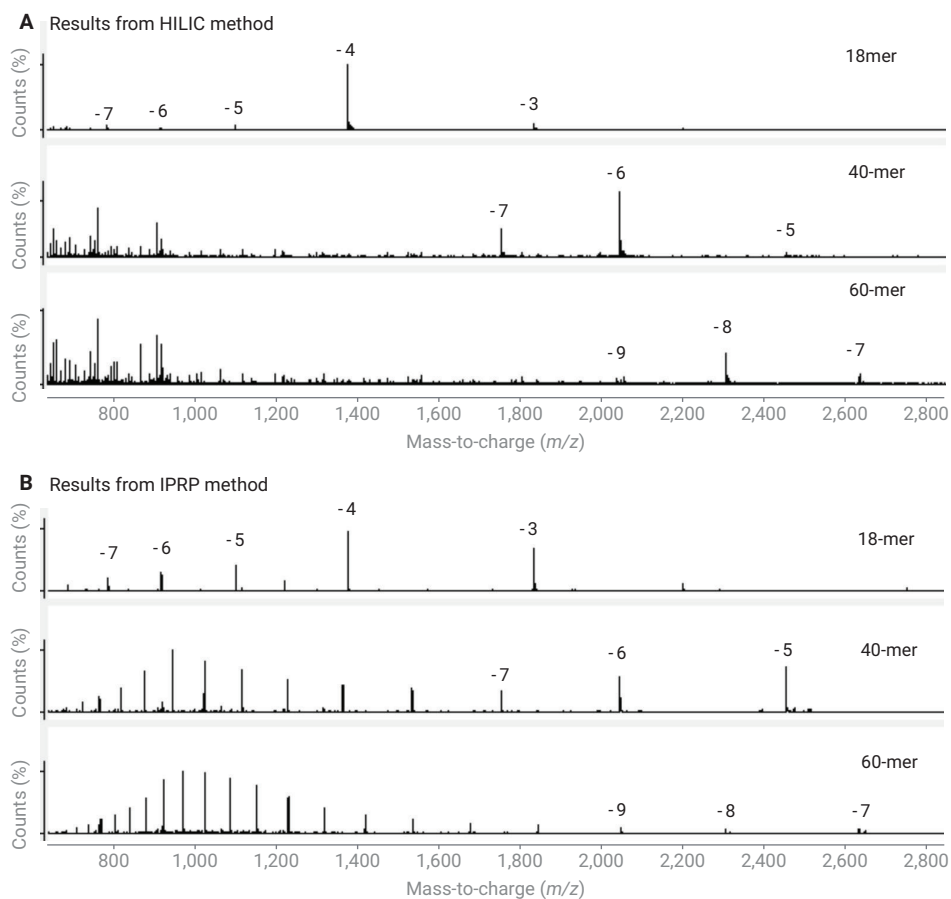 A Results from HILIC method
Counts (%)
18mer
-7
-6
-5
-4
-3
Counts (%)
40-mer
-7
-6
-5
Counts (%)
60-mer
-9
-8
-7
800 1,000 1,200 1,400 1,600 1,800 2,000 2,200 2,400 2,600 2,800
Mass-to-charge (m/z)
B Results from IPRP method
Counts (%)
18-mer
-7
-6
-5
-4
-3
Counts (%)
40-mer
-7
-6
-5
Counts (%)
60-mer
-9
-8
-7
800 1,000 1,200 1,400 1,600 1,800 2,000 2,200 2,400 2,600 2,800
Mass-to-charge (m/z)